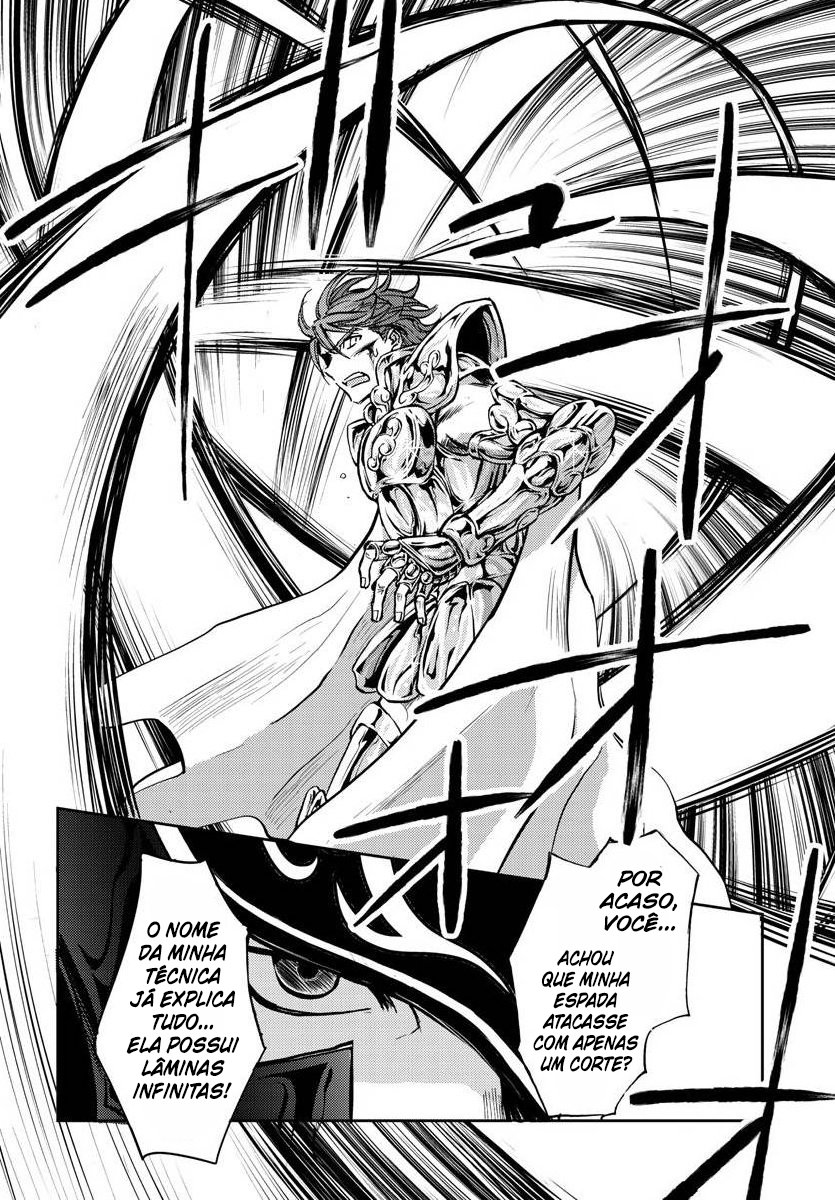 POR
ACASO,
VOCÊ...
ACHOU
QUE MINHA
ESPADA
ATACASSE
COM APENAS
UM CORTE?
O NOME
DA MINHA
TÉCNICA
JÁ EXPLICA
TUDO...
ELA POSSUI
LÂMINAS
INFINITAS!